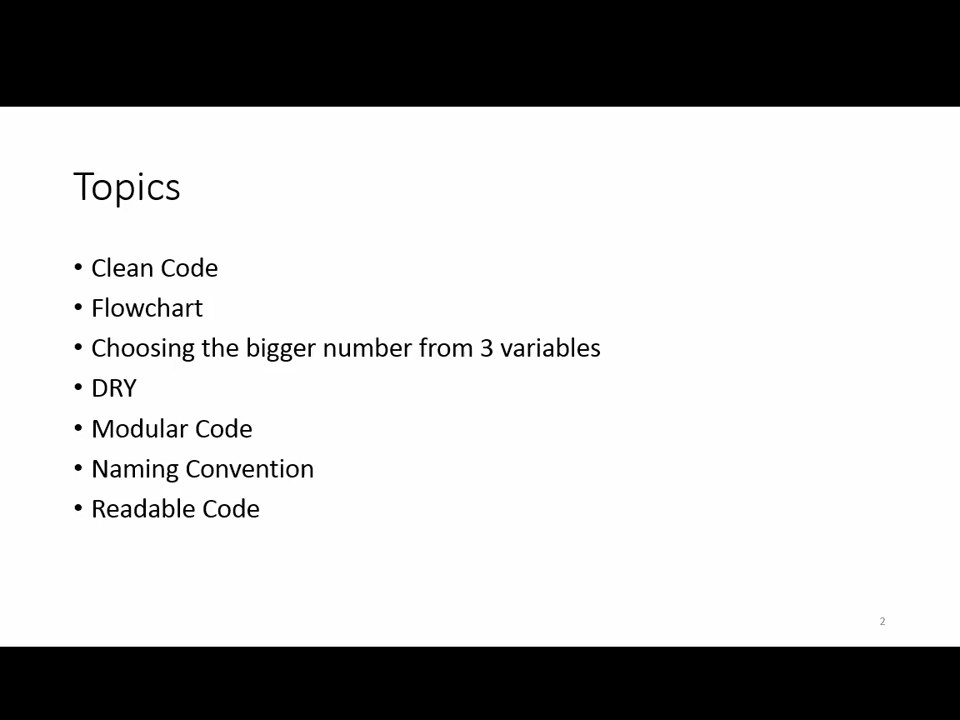 Topics
• Clean Code
• Flowchart
• Choosing the bigger number from 3 variables
• DRY
• Modular Code
• Naming Convention
• Readable Code
2